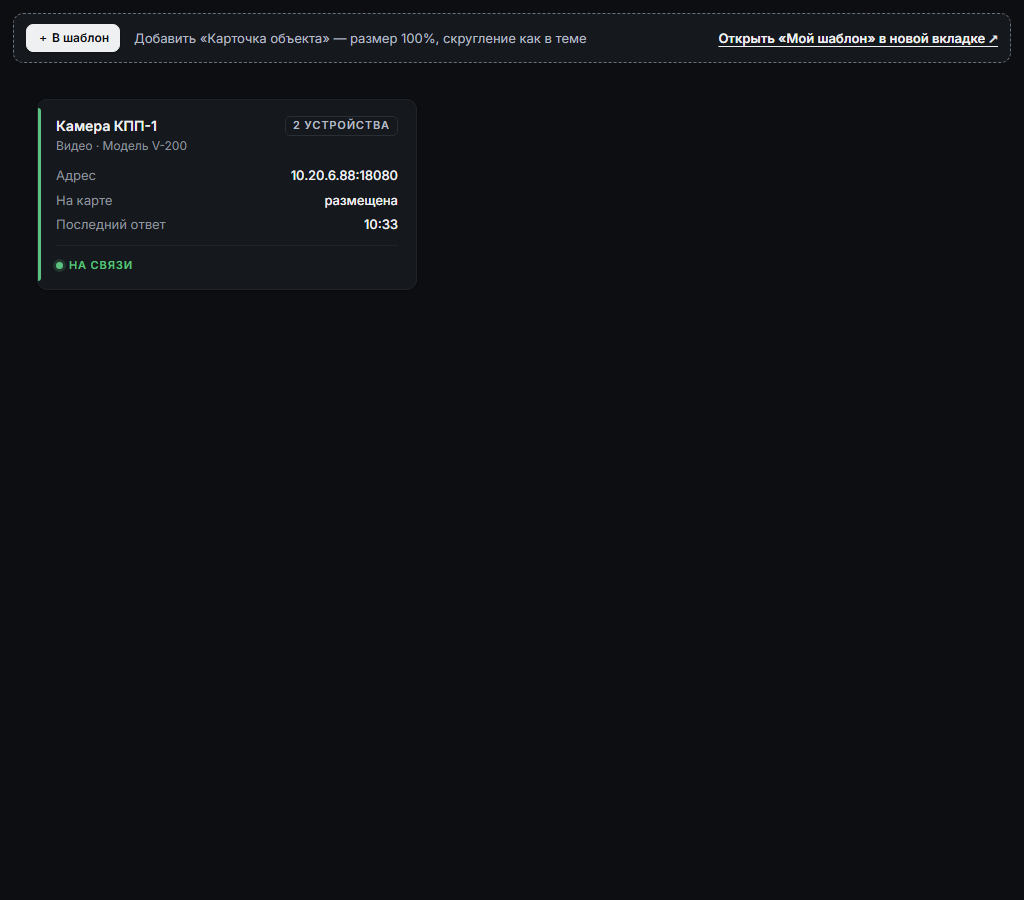 + В шаблон
Добавить «Карточка объекта» — размер 100%, скругление как в теме
Открыть «Мой шаблон» в новой вкладке ↗
Камера КПП-1
2 УСТРОЙСТВА
Видео · Модель V-200
Адрес 10.20.6.88:18080
На карте размещена
Последний ответ 10:33
НА СВЯЗИ